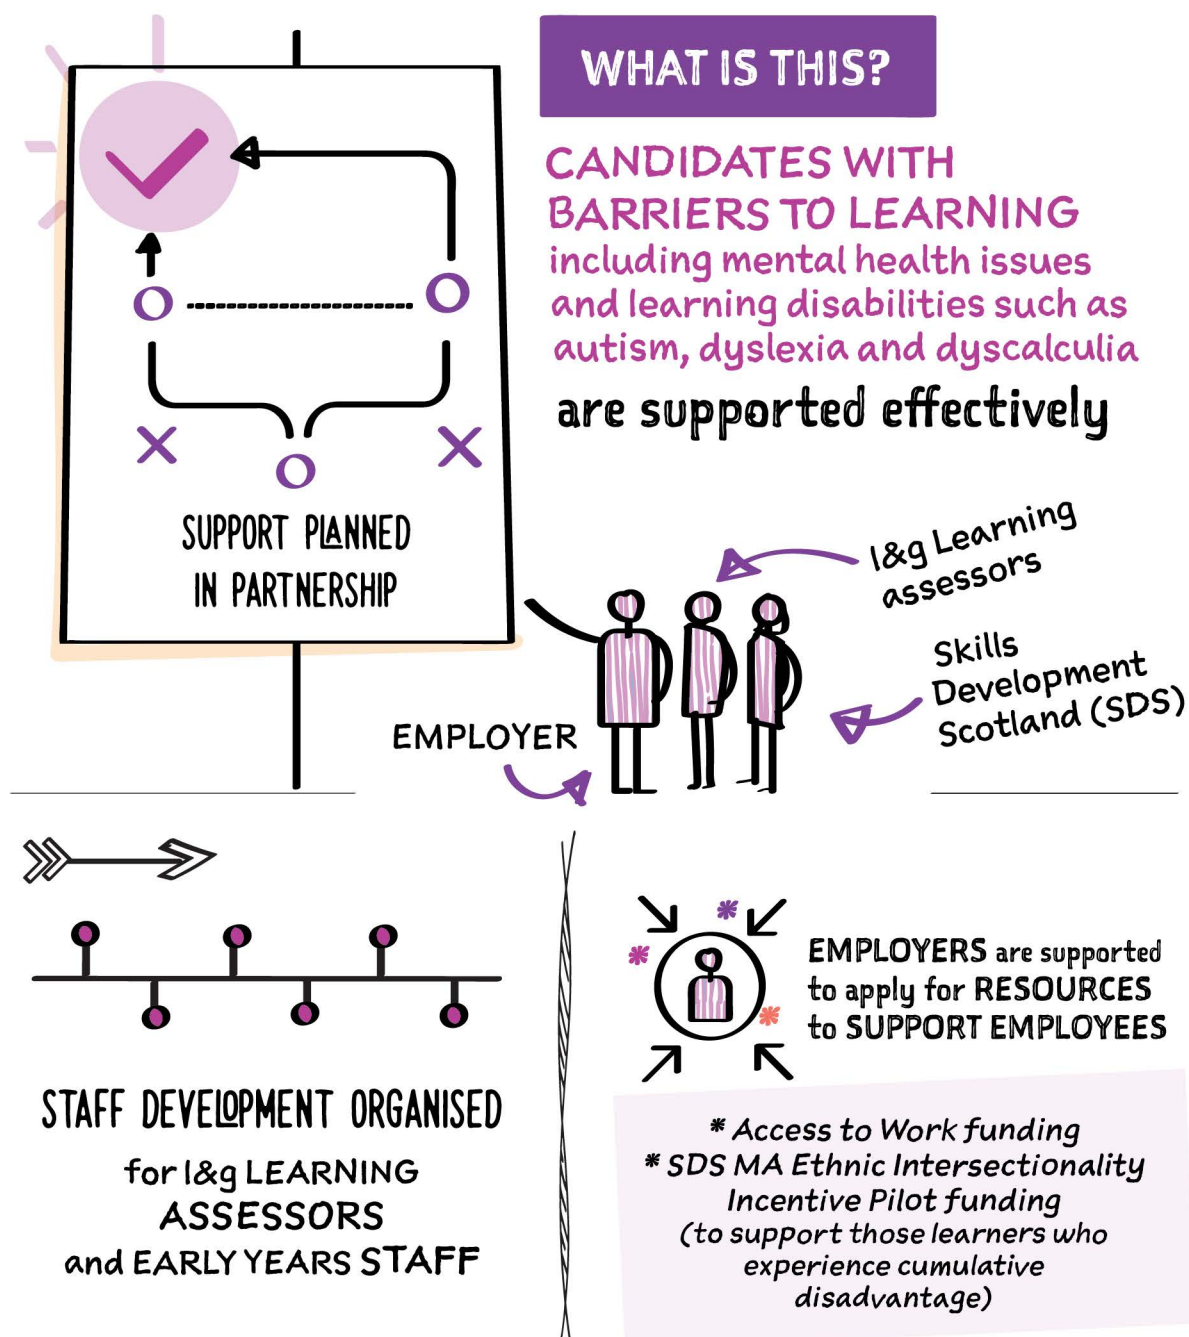 WHAT IS THIS?
CANDIDATES WITH
BARRIERS TO LEARNING
including mental health issues
and learning disabilities such as
autism, dyslexia and dyscalculia
are supported effectively
SUPPORT PLANNED
IN PARTNERSHIP
l&g Learning
assessors
Skills
Development
Scotland (SDS)
EMPLOYER
STAFF DEVELOPMENT ORGANISED
for l&g LEARNING
ASSESSORS
and EARLY YEARS STAFF
EMPLOYERS are supported
to apply for RESOURCES
to SUPPORT EMPLOYEES
* Access to Work funding
* SDS MA Ethnic Intersectionality
Incentive Pilot funding
(to support those learners who
experience cumulative
disadvantage)